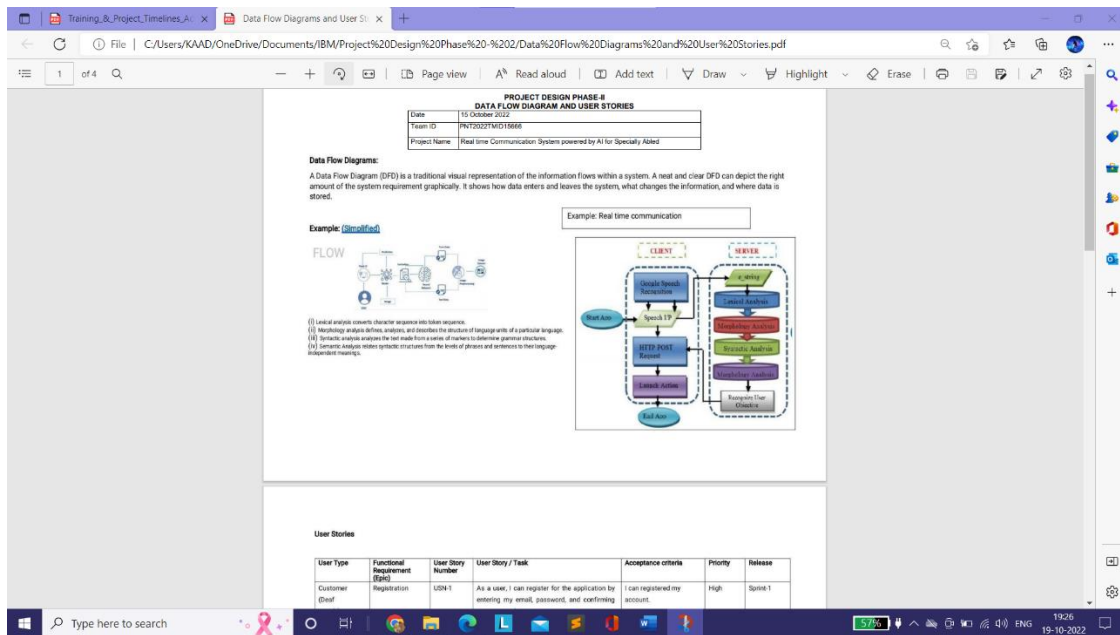 Training_&_Project_Timelines_Ac
Data Flow Diagrams and User St
File | C:/Users/KAAD/OneDrive/Documents/IBM/Project%20Design%20Phase%20-%202/Data%20Flow%20Diagrams%20and%20User%20Stories.pdf
1 of 4 Page view Read aloud Add text Draw Highlight Erase
PROJECT DESIGN PHASE-II
DATA FLOW DIAGRAM AND USER STORIES
Date 15 October 2022
Team ID PNT2022TMID18666
Project Name Real time Communication System powered by AI for Specially Abled
Data Flow Diagrams:
A Data Flow Diagram (DFD) is a traditional visual representation of the information flows within a system. A neat and clear DFD can depict the right
amount of the system requirement graphically. It shows how data enters and leaves the system, what changes the information, and where data is
stored.
Example: (Simplified)
FLOW
(i) Lexical analysis converts character sequence into token sequence.
(ii) Morphology analysis defines, analyzes, and describes the structure of language units of a particular language.
(iii) Syntactic analysis analyzes the text made from a series of markers to determine grammar structures.
(iv) Semantic Analysis relates syntactic structures from the levels of phrases and sentences to their language-
independent meanings.
Example: Real time communication
CLIENT SERVER
Google Speech
Recognition
Start App
Speech I/P
HTTP POST
Request
Launch Action
End App
e_string
Lexical Analysis
Morphology Analysis
Syntactic Analysis
Morphology Analysis
Recognize User
Objective
User Stories
User Type Functional Requirement (Epic) User Story Number User Story / Task Acceptance criteria Priority Release
Customer Registration USN-1 As a user, I can register for the application by I can registered my High Sprint-1
(Deaf entering my email, password, and confirming account.
Type here to search
57%
ENG
19:26
19-10-2022